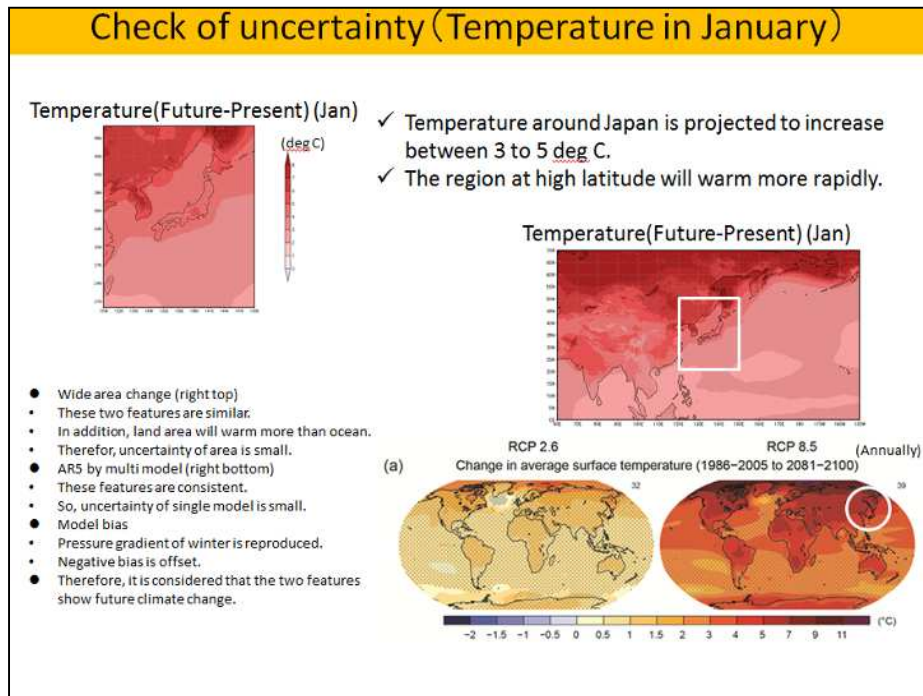 Check of uncertainty(Temperature in January)
Temperature(Future-Present) (Jan)
(deg C)
✓ Temperature around Japan is projected to increase
between 3 to 5 deg C.
✓ The region at high latitude will warm more rapidly.
Temperature(Future-Present) (Jan)
● Wide area change (right top)
• These two features are similar.
• In addition, land area will warm more than ocean.
• Therefor, uncertainty of area is small.
● AR5 by multi model (right bottom)
• These features are consistent.
• So, uncertainty of single model is small.
● Model bias
• Pressure gradient of winter is reproduced.
• Negative bias is offset.
● Therefore, it is considered that the two features
show future climate change.
RCP 2.6 RCP 8.5 (Annually)
(a) Change in average surface temperature (1986−2005 to 2081−2100)
32 39
−2 −1.5 −1 −0.5 0 0.5 1 1.5 2 3 4 5 7 9 11 (°C)